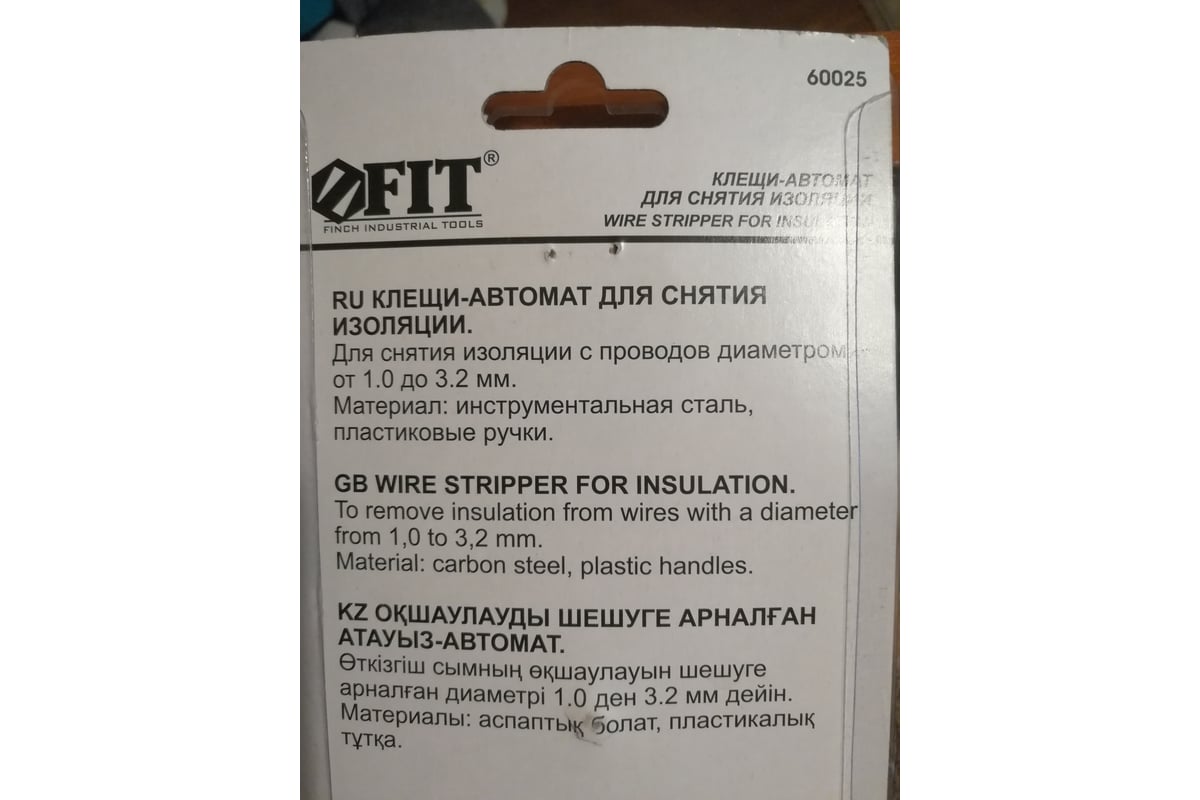 60025
FIT®
FINCH INDUSTRIAL TOOLS
КЛЕЩИ-АВТОМАТ
ДЛЯ СНЯТИЯ ИЗОЛЯЦИИ
WIRE STRIPPER FOR INSULATION
RU КЛЕЩИ-АВТОМАТ ДЛЯ СНЯТИЯ
ИЗОЛЯЦИИ.
Для снятия изоляции с проводов диаметром
от 1.0 до 3.2 мм.
Материал: инструментальная сталь,
пластиковые ручки.
GB WIRE STRIPPER FOR INSULATION.
To remove insulation from wires with a diameter
from 1,0 to 3,2 mm.
Material: carbon steel, plastic handles.
KZ ОҚШАУЛАУДЫ ШЕШУГЕ АРНАЛҒАН
АТАУЫЗ-АВТОМАТ.
Өткізгіш сымның өқшаулауын шешуге
арналған диаметрі 1.0 ден 3.2 мм дейін.
Материалы: аспаптық болат, пластикалық
тұтқа.